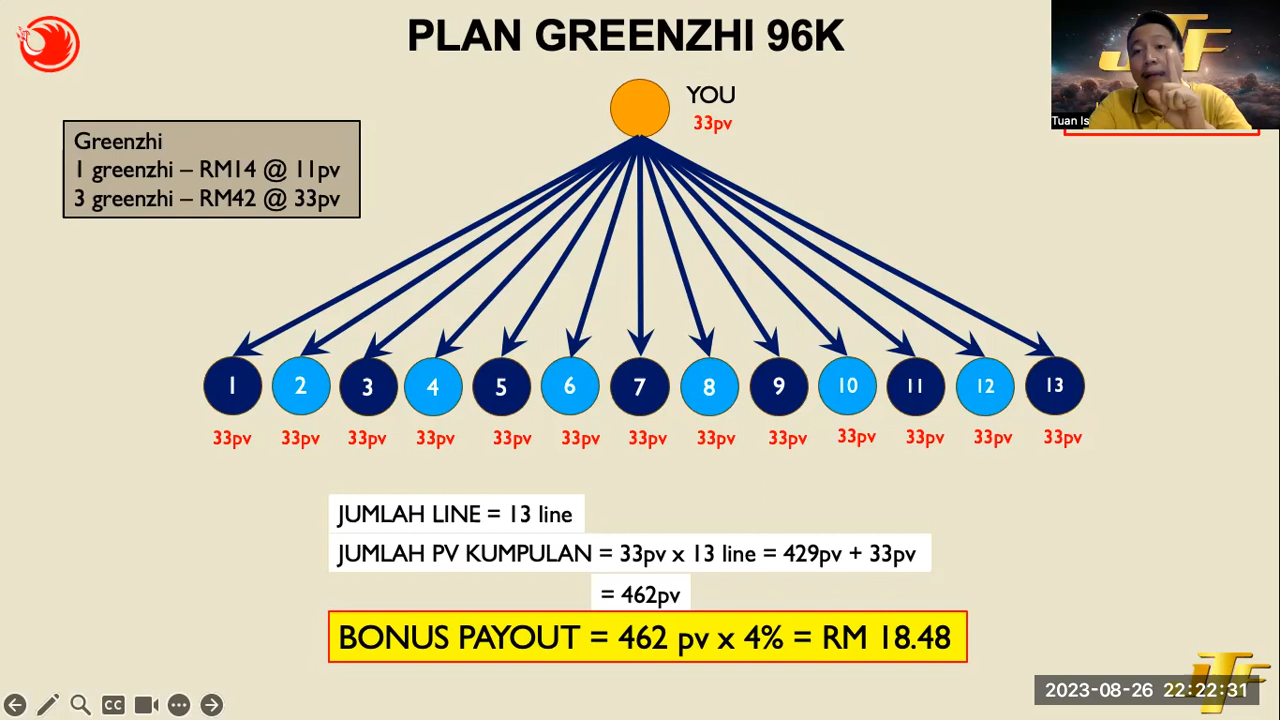 PLAN GREENZHI 96K
YOU
33pv
Greenzhi
1 greenzhi – RM14 @ 11pv
3 greenzhi – RM42 @ 33pv
Tuan Is
1 2 3 4 5 6 7 8 9 10 11 12 13
33pv 33pv 33pv 33pv 33pv 33pv 33pv 33pv 33pv 33pv 33pv 33pv 33pv
JUMLAH LINE = 13 line
JUMLAH PV KUMPULAN = 33pv x 13 line = 429pv + 33pv
= 462pv
BONUS PAYOUT = 462 pv x 4% = RM 18.48
CC
2023-08-26 22:22:31